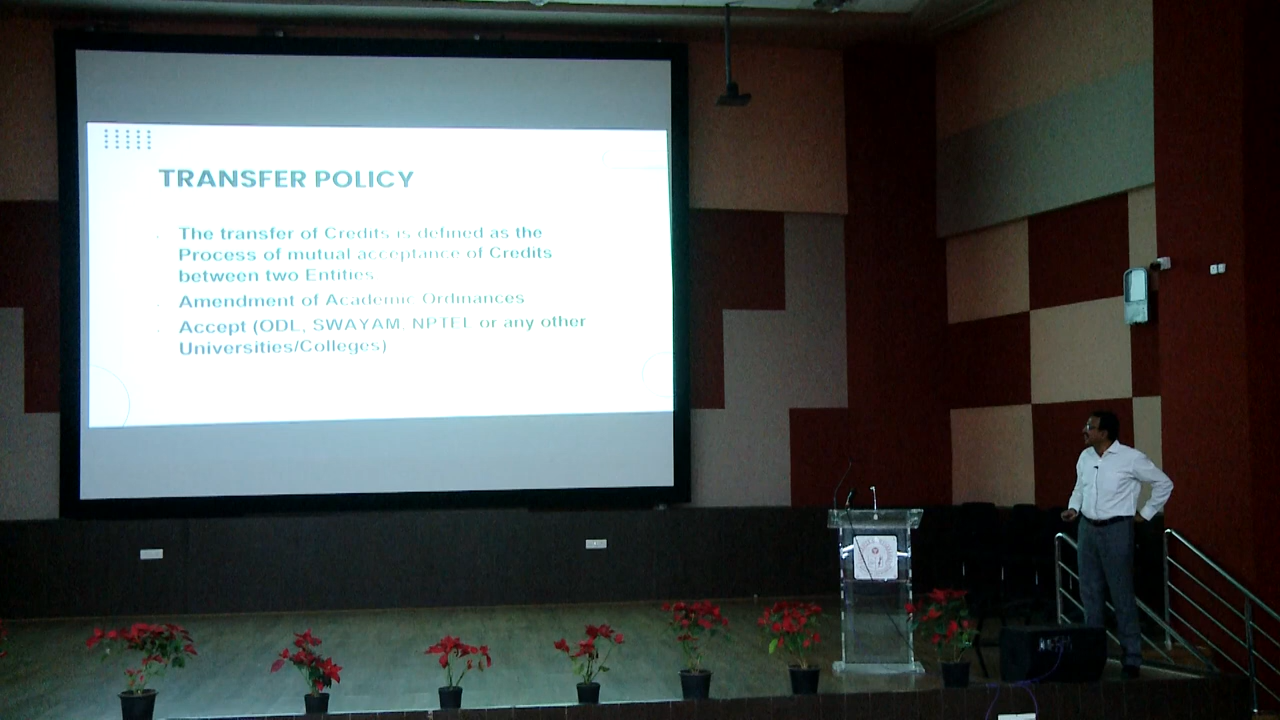 TRANSFER POLICY
The transfer of Credits is defined as the
Process of mutual acceptance of Credits
between two Entities
Amendment of Academic Ordinances
Accept (ODL, SWAYAM, NPTEL or any other
Universities/Colleges)